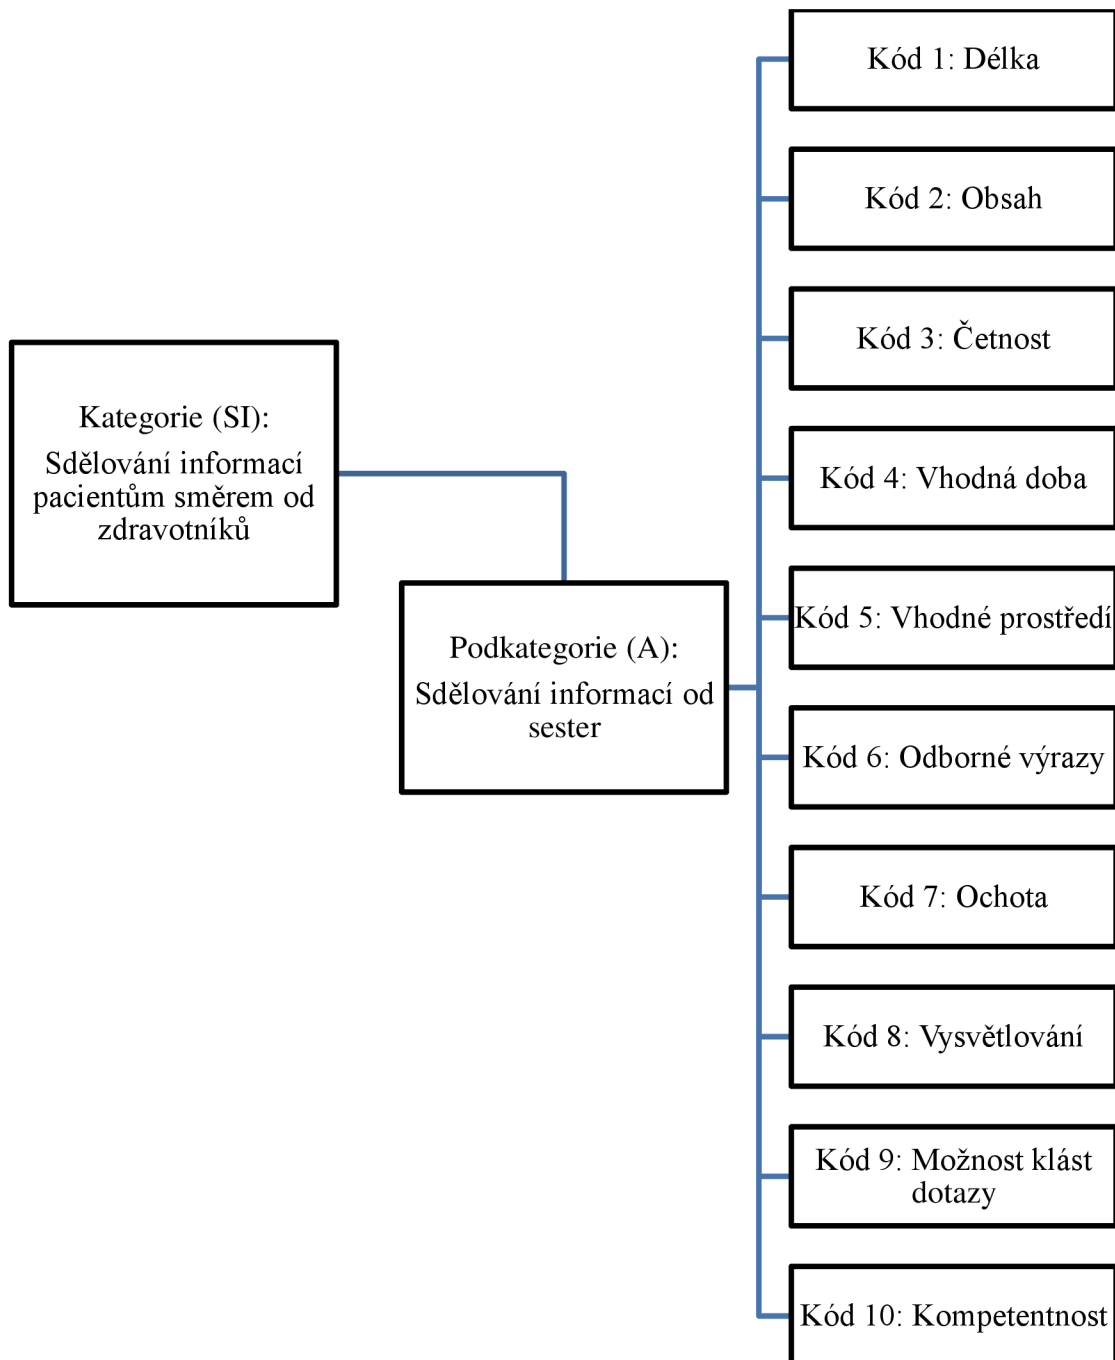 Kategorie (SI):
Sdělování informací
pacientům směrem od
zdravotníků
Podkategorie (A):
Sdělování informací od
sester
Kód 1: Délka
Kód 2: Obsah
Kód 3: Četnost
Kód 4: Vhodná doba
Kód 5: Vhodné prostředí
Kód 6: Odborné výrazy
Kód 7: Ochota
Kód 8: Vysvětlování
Kód 9: Možnost klást
dotazy
Kód 10: Kompetentnost